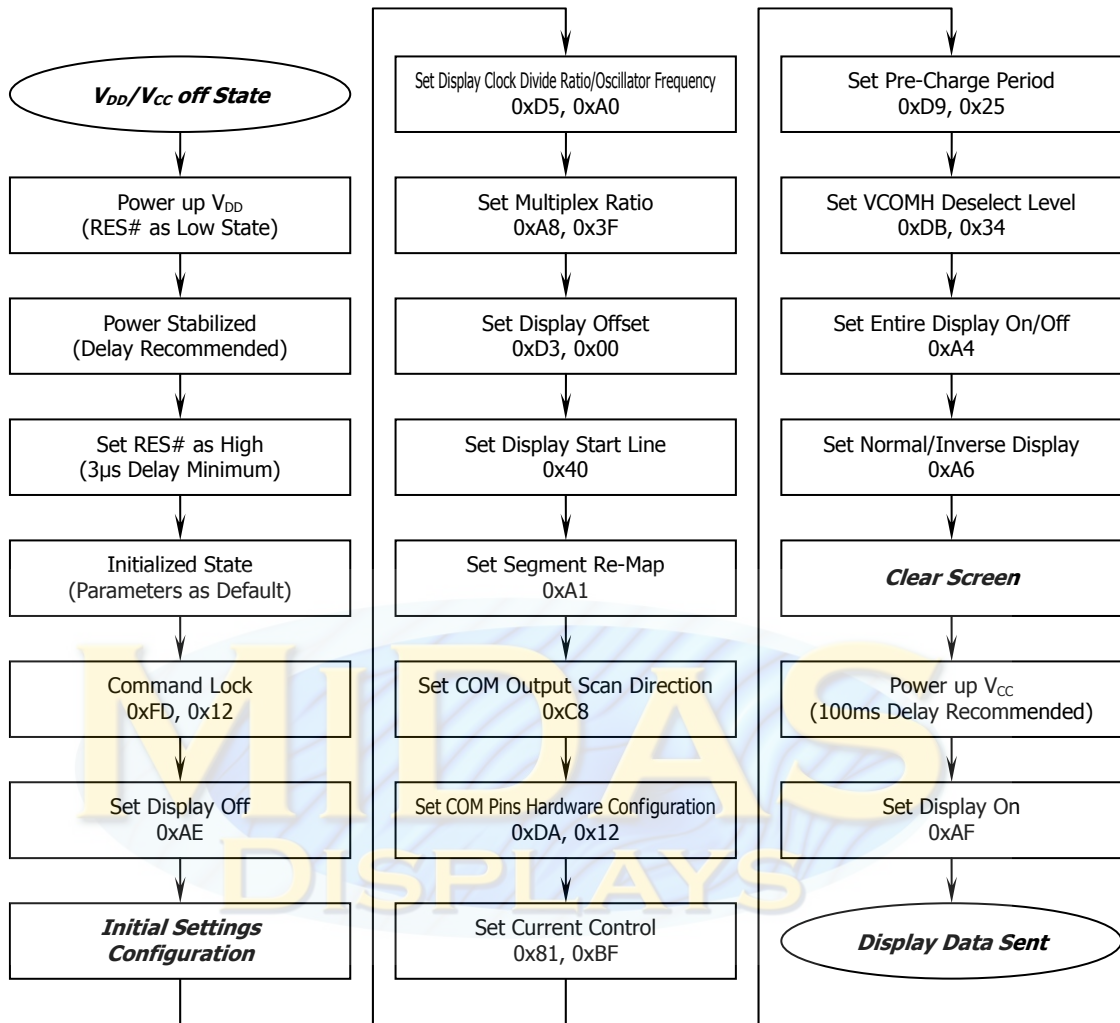 V_DD/V_CC off State
Power up V_DD
(RES# as Low State)
Power Stabilized
(Delay Recommended)
Set RES# as High
(3μs Delay Minimum)
Initialized State
(Parameters as Default)
Command Lock
0xFD, 0x12
Set Display Off
0xAE
Initial Settings
Configuration
Set Display Clock Divide Ratio/Oscillator Frequency
0xD5, 0xA0
Set Multiplex Ratio
0xA8, 0x3F
Set Display Offset
0xD3, 0x00
Set Display Start Line
0x40
Set Segment Re-Map
0xA1
Set COM Output Scan Direction
0xC8
Set COM Pins Hardware Configuration
0xDA, 0x12
Set Current Control
0x81, 0xBF
Set Pre-Charge Period
0xD9, 0x25
Set VCOMH Deselect Level
0xDB, 0x34
Set Entire Display On/Off
0xA4
Set Normal/Inverse Display
0xA6
Clear Screen
Power up V_CC
(100ms Delay Recommended)
Set Display On
0xAF
Display Data Sent
MIDAS
DISPLAYS